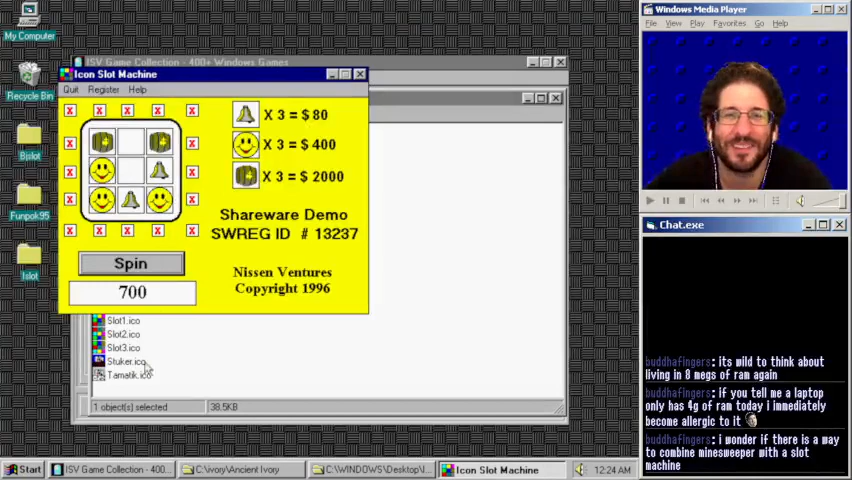 My Computer
Recycle Bin
Bjslot
Funpok95
Islot
ISV Game Collection - 400+ Windows Games
Icon Slot Machine
Quit Register Help
X 3 = $ 80
X 3 = $ 400
X 3 = $ 2000
Shareware Demo
SWREG ID # 13237
Spin
700
Nissen Ventures
Copyright 1996
Slot1.ico
Slot2.ico
Slot3.ico
Stuker.ico
Tamatik.ico
1 object(s) selected 38.5KB
Windows Media Player
File View Play Favorites Go Help
Chat.exe
buddhafingers: its wild to think about
living in 8 megs of ram again
buddhafingers: if you tell me a laptop
only has 4g of ram today i immediately
become allergic to it
buddhafingers: i wonder if there is a way
to combine minesweeper with a slot
machine
Start ISV Game Collection - 400... C:\ivory\Ancient Ivory C:\WINDOWS\Desktop\I... Icon Slot Machine 12:24 AM